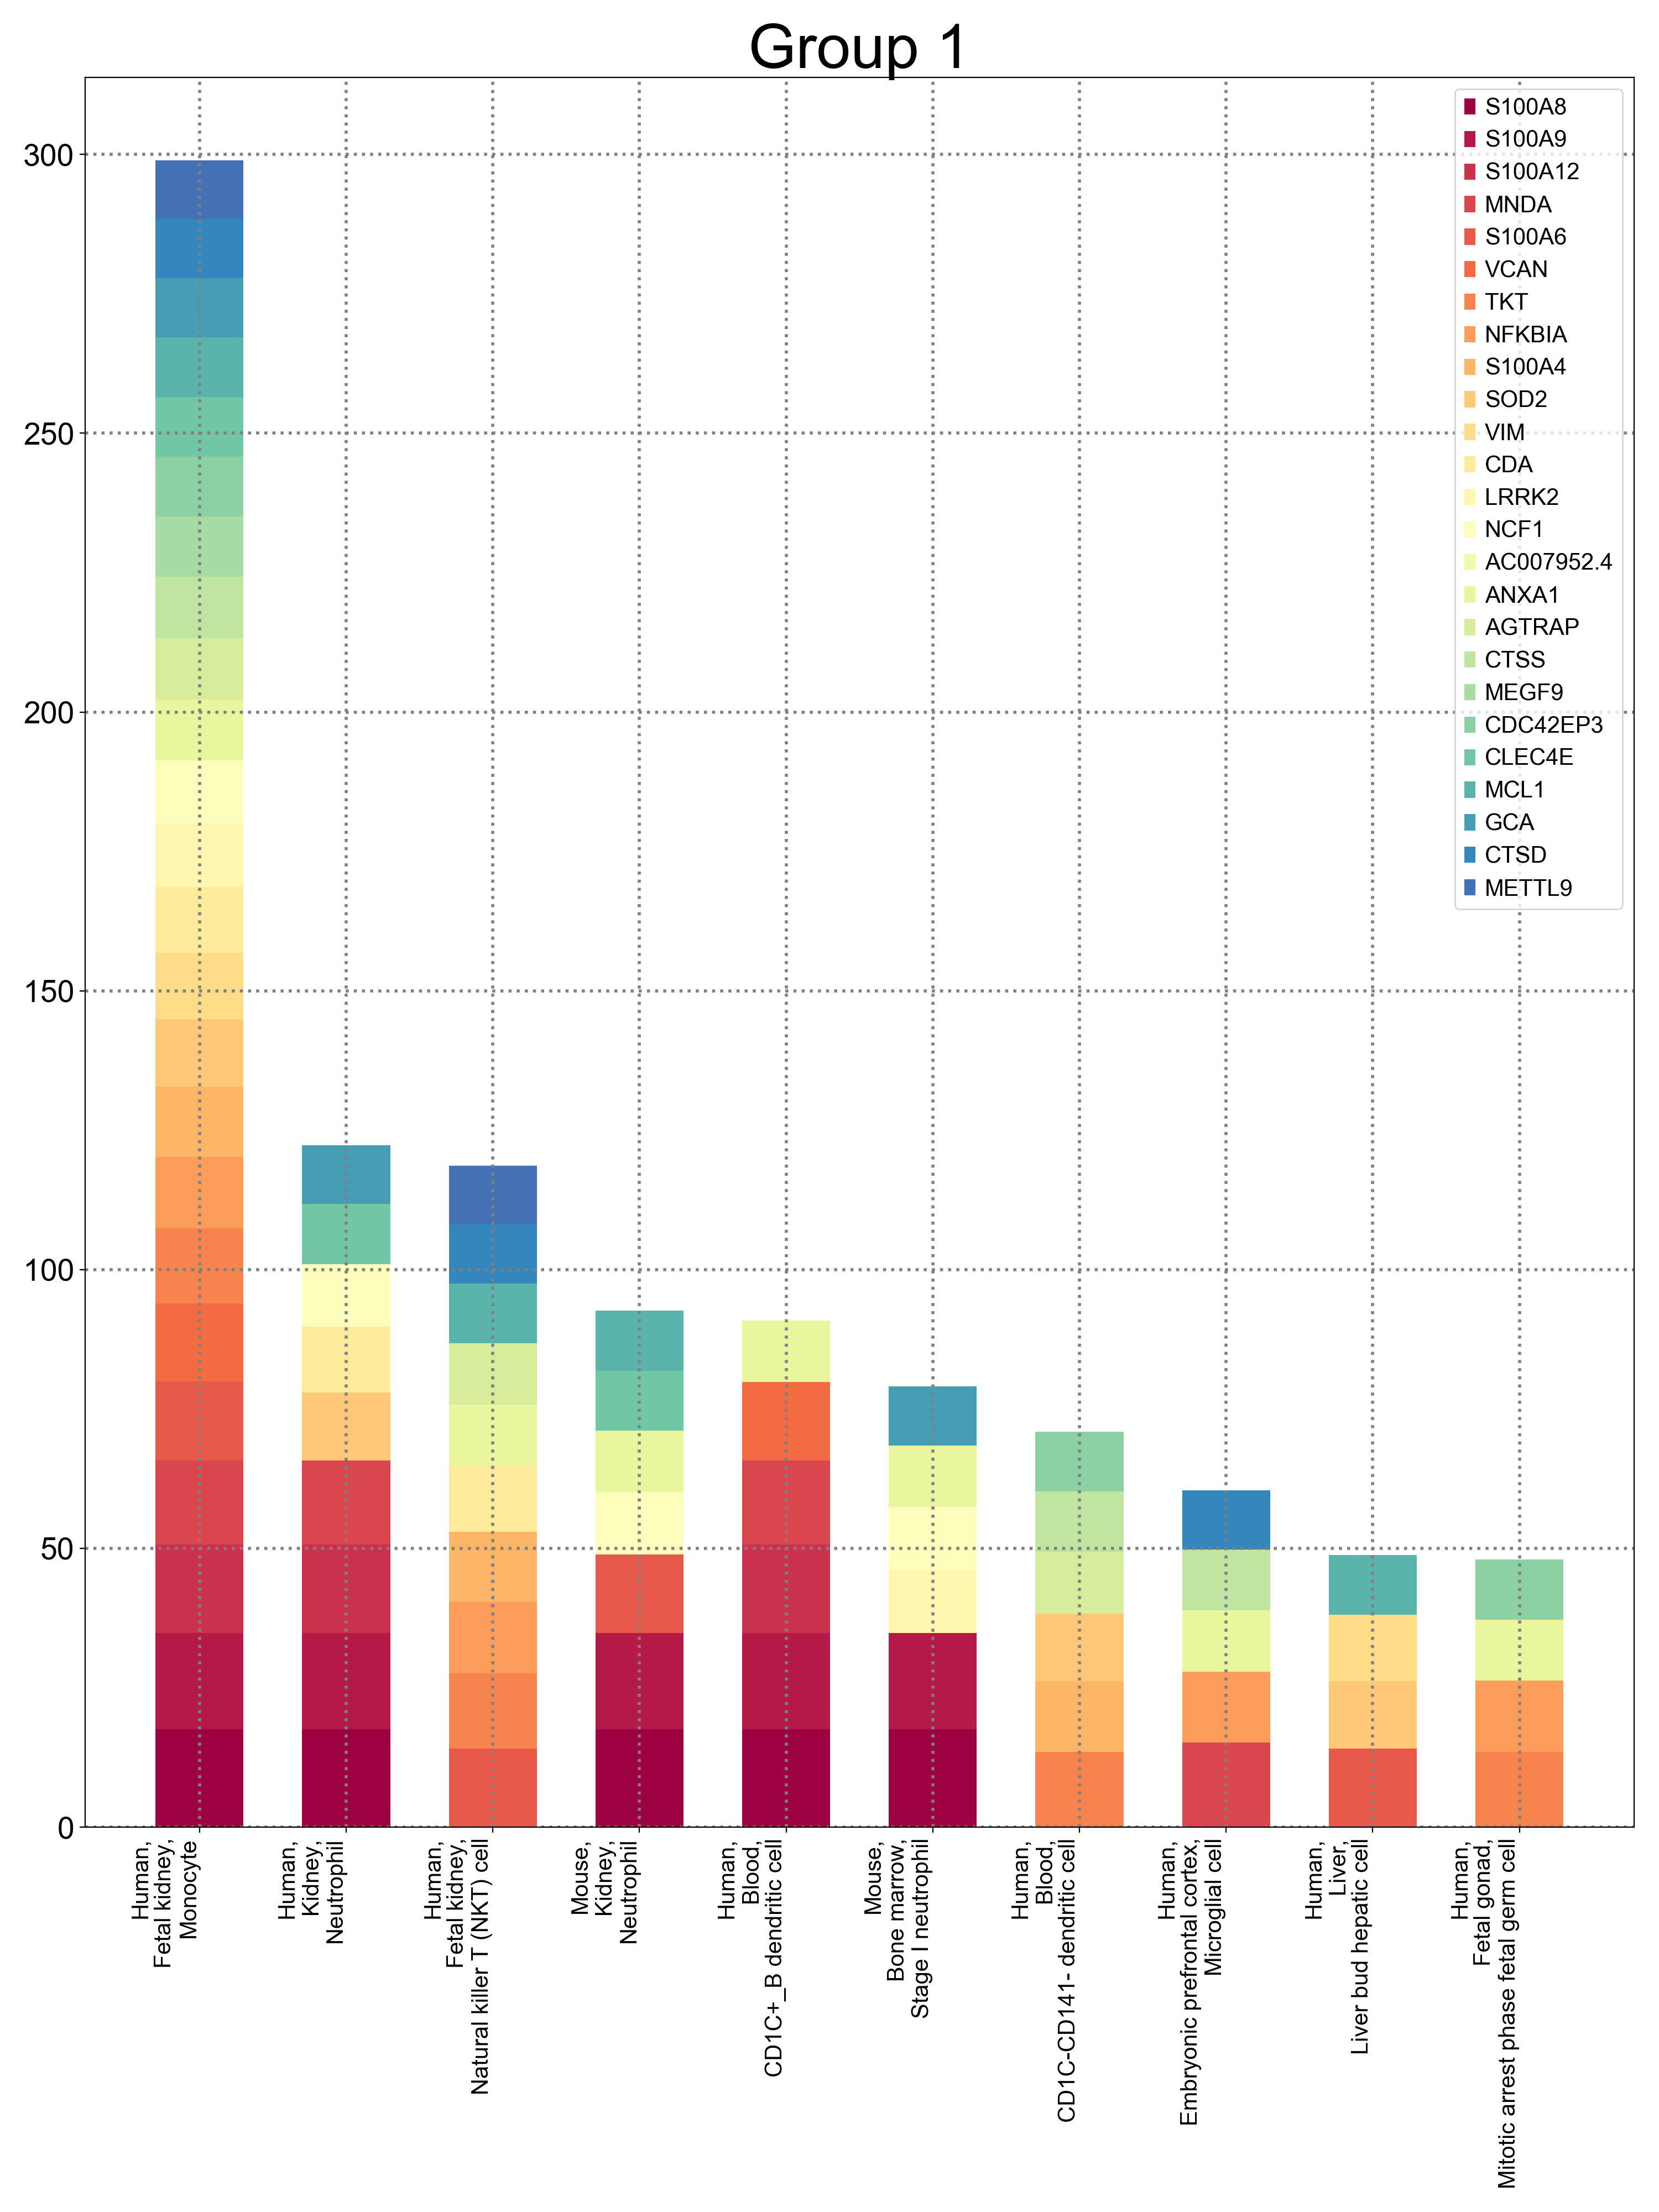 Group 1
300
250
200
150
100
50
0
S100A8
S100A9
S100A12
MNDA
S100A6
VCAN
TKT
NFKBIA
S100A4
SOD2
VIM
CDA
LRRK2
NCF1
AC007952.4
ANXA1
AGTRAP
CTSS
MEGF9
CDC42EP3
CLEC4E
MCL1
GCA
CTSD
METTL9
Human,
Fetal kidney,
Monocyte
Human,
Kidney,
Neutrophil
Human,
Fetal kidney,
Natural killer T (NKT) cell
Mouse,
Kidney,
Neutrophil
Human,
Blood,
CD1C+_B dendritic cell
Mouse,
Bone marrow,
Stage I neutrophil
Human,
Blood,
CD1C-CD141- dendritic cell
Human,
Embryonic prefrontal cortex,
Microglial cell
Human,
Liver,
Liver bud hepatic cell
Human,
Fetal gonad,
Mitotic arrest phase fetal germ cell